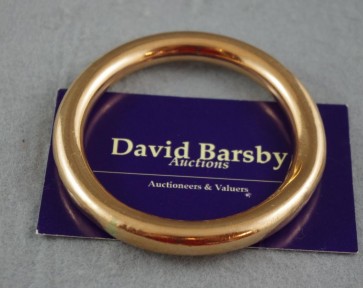 David Barsby
Auctions
Auctioneers & Valuers